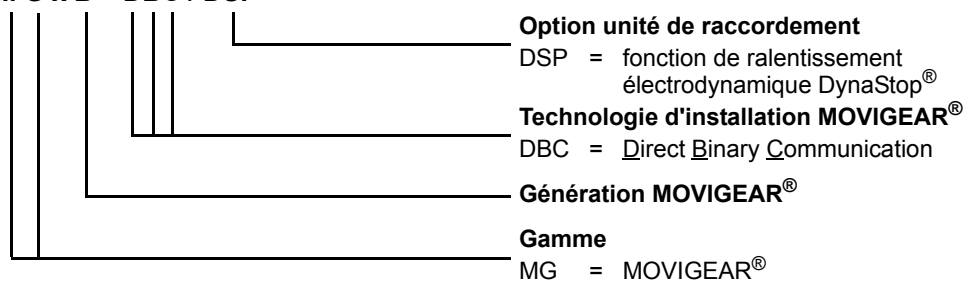 Option unité de raccordement
DSP = fonction de ralentissement
électrodynamique DynaStop®
Technologie d'installation MOVIGEAR®
DBC = Direct Binary Communication
Génération MOVIGEAR®
Gamme
MG = MOVIGEAR®